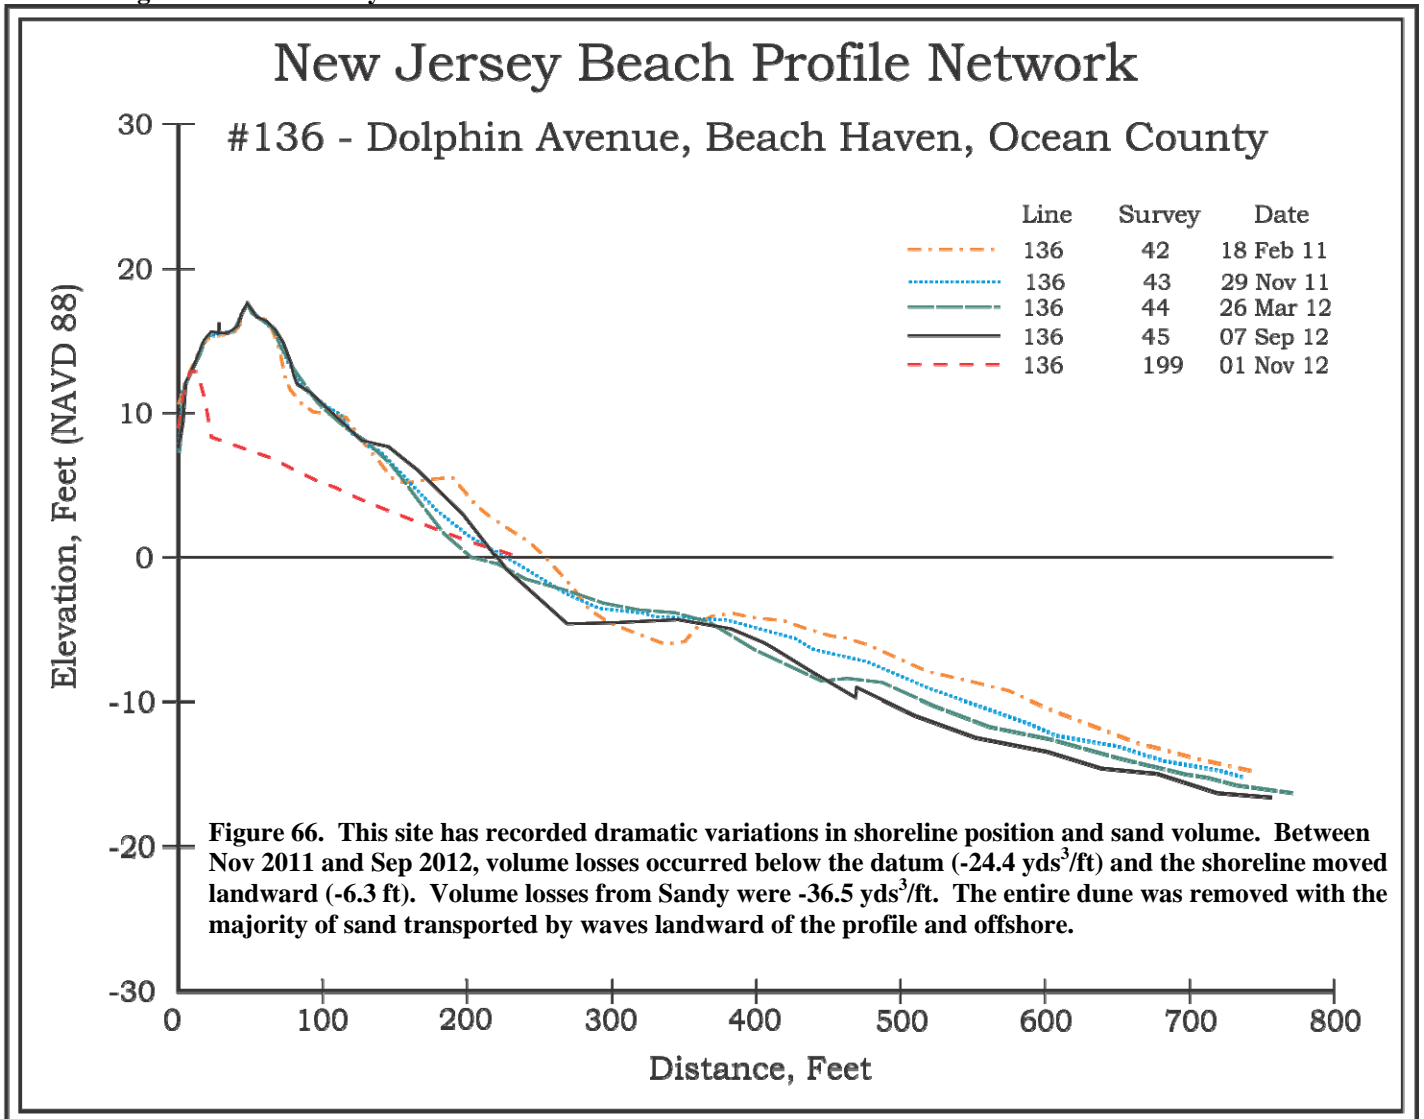 New Jersey Beach Profile Network
#136 - Dolphin Avenue, Beach Haven, Ocean County
Line Survey Date
136 42 18 Feb 11
136 43 29 Nov 11
136 44 26 Mar 12
136 45 07 Sep 12
136 199 01 Nov 12
Elevation, Feet (NAVD 88)
30
20
10
0
-10
-20
-30
Figure 66. This site has recorded dramatic variations in shoreline position and sand volume. Between
Nov 2011 and Sep 2012, volume losses occurred below the datum (-24.4 yds³/ft) and the shoreline moved
landward (-6.3 ft). Volume losses from Sandy were -36.5 yds³/ft. The entire dune was removed with the
majority of sand transported by waves landward of the profile and offshore.
0 100 200 300 400 500 600 700 800
Distance, Feet